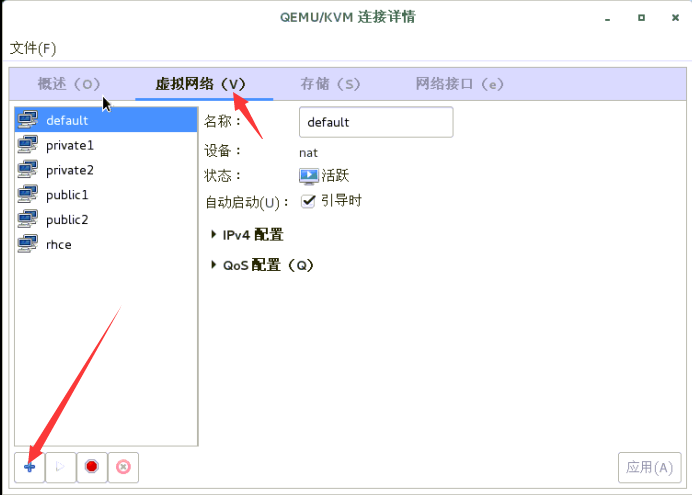 QEMU/KVM 连接详情
文件(F)
概述（O） 虚拟网络（V） 存储（S） 网络接口（e）
default
private1
private2
public1
public2
rhce
名称：
default
设备：
nat
状态：
活跃
自动启动(U)：
引导时
IPv4 配置
QoS 配置（Q）
应用(A)